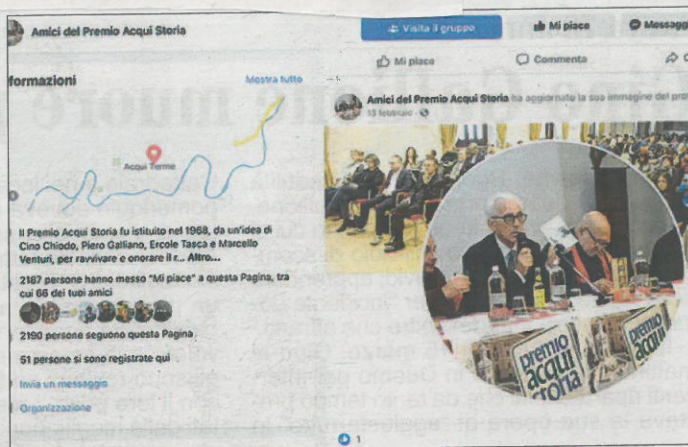 Amici del Premio Acqui Storia
Visita il gruppo
Mi piace
Messagg
Mi piace
Commenta
C
formazioni
Mostra tutto
Amici del Premio Acqui Storia ha aggiornato la sua immagine del prof
13 febbraio
Acqui Terme
Il Premio Acqui Storia fu istituito nel 1968, da un'idea di
Cino Chiodo, Piero Galliano, Ercole Tasca e Marcello
Venturi, per ravvivare e onorare il r... Altro...
2187 persone hanno messo "Mi piace" a questa Pagina, tra
cui 66 dei tuoi amici
2190 persone seguono questa Pagina
51 persone si sono registrate qui
Invia un messaggio
Organizzazione
premio
acqui
storia
premio
acqui
storia
1